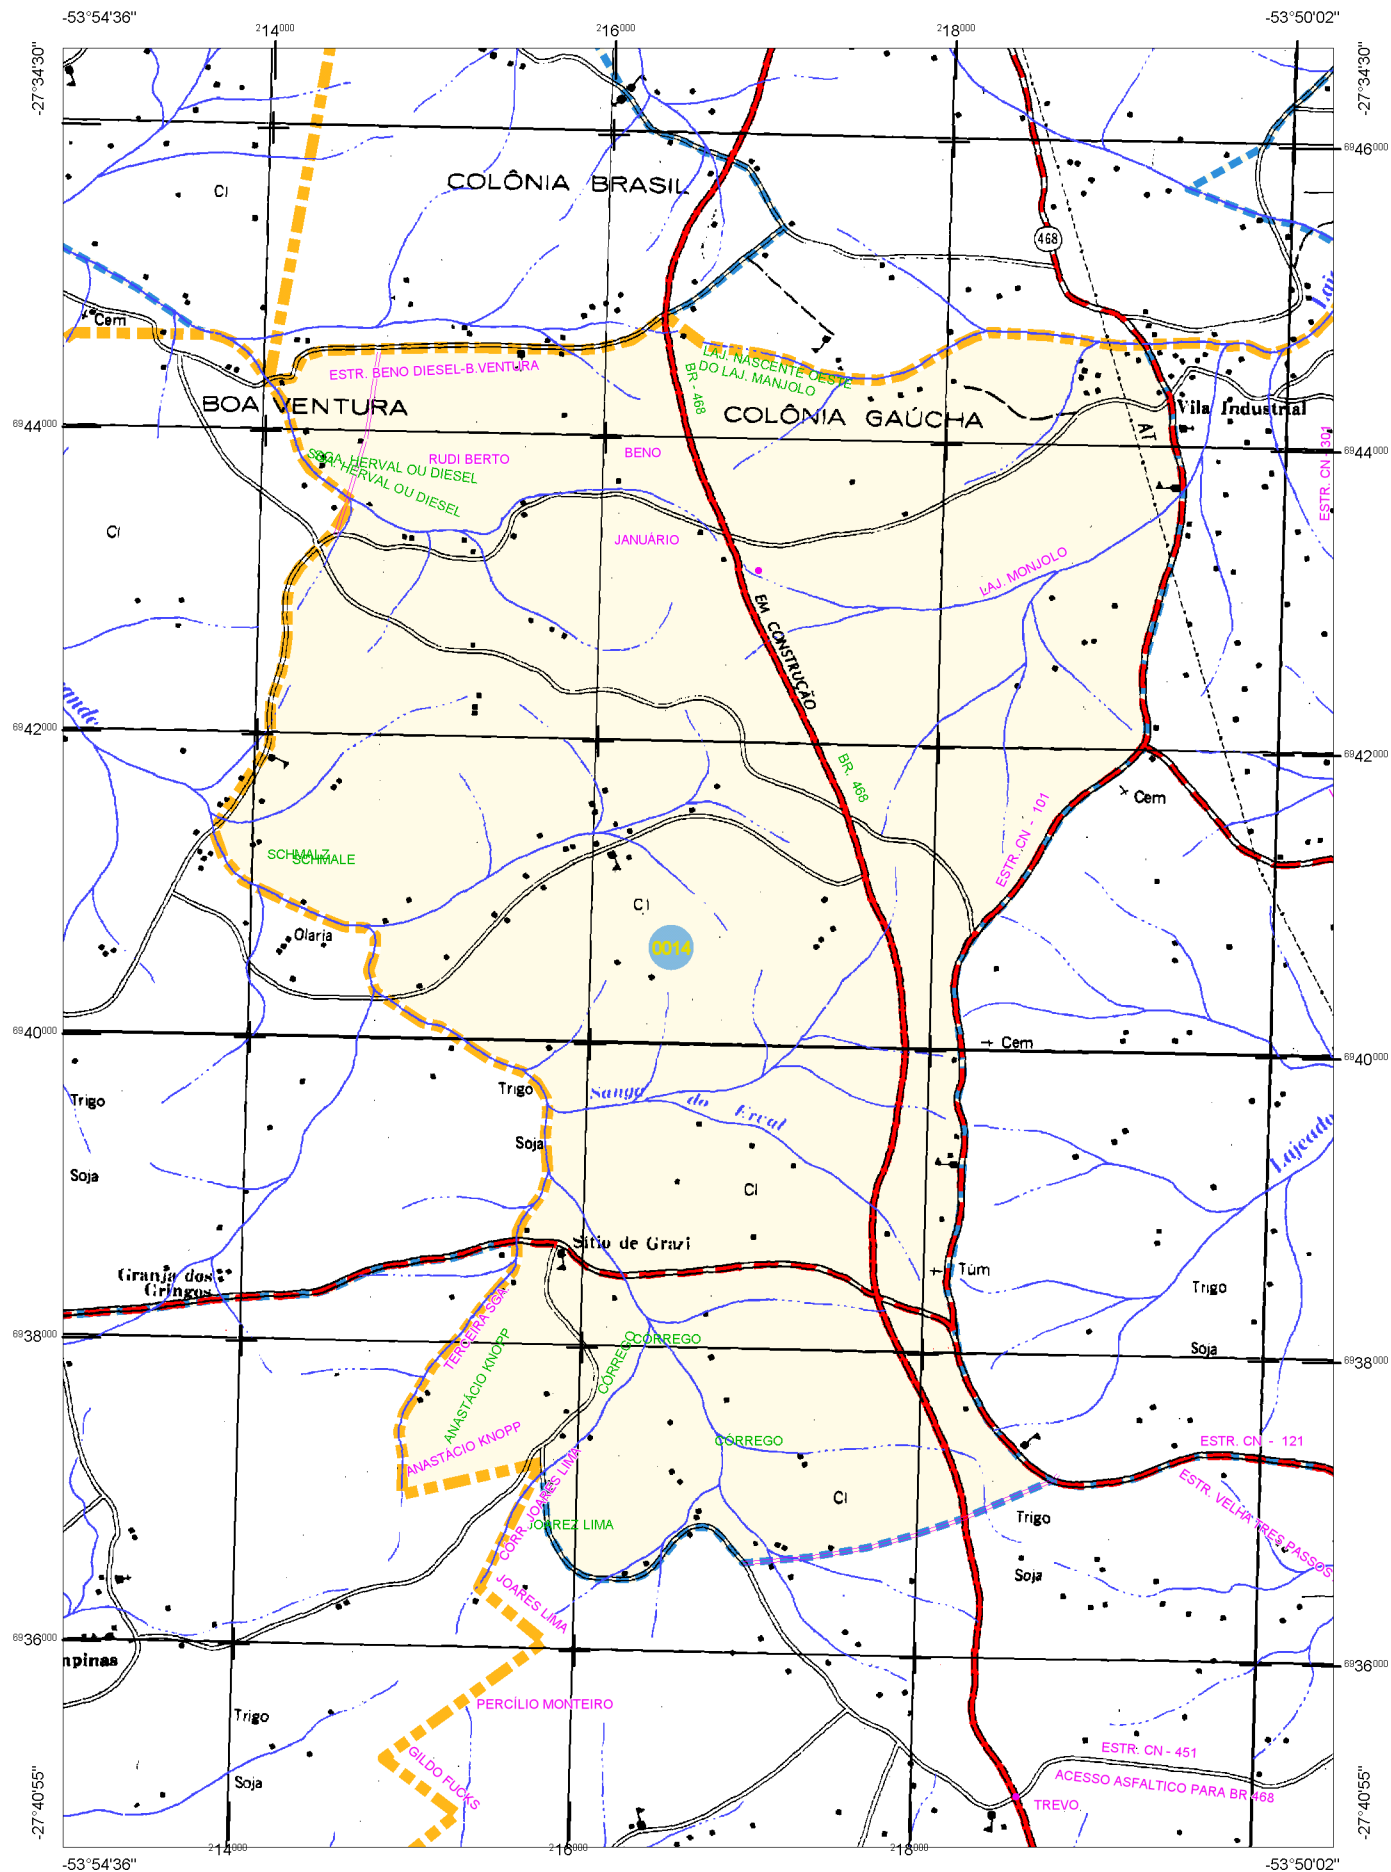 -53°54'36"
-53°50'02"
214000
216000
218000
-27°34'30"
-27°34'30"
6946000
COLÔNIA BRASIL
Cl
468
Cem
LAJ. NASCENTE OESTE
DO LAJ. MANJOLO
ESTR. BENO DIESEL-B.VENTURA
BR - 468
BOA VENTURA
COLÔNIA GAÚCHA
Vila Industrial
6944000
6944000
AT
ESTR. CN - 301
RUDI BERTO
BENO
SGA. HERVAL OU DIESEL
SGA. HERVAL OU DIESEL
Cl
JANUÁRIO
LAJ. MONJOLO
EM CONSTRUÇÃO
ande
6942000
6942000
BR. 468
Cem
ESTR. CN - 101
SCHMALZ
SCHMALE
Cl
Olaria
0014
6940000
6940000
Cem
Trigo
Trigo
Sanga do Erval
Soja
Soja
Lajeado
Cl
Sítio de Grazi
Túm
Granja dos
Gringos
Trigo
TERCEIRA SGA.
6938000
6938000
CÓRREGO
CÓRREGO
Soja
ANASTÁCIO KNOPP
ANASTÁCIO KNOPP
CÓRREGO
ESTR. CN - 121
ESTR. VELHA TRES PASSOS
CORR. JOARES LIMA
Cl
Trigo
JOAREZ LIMA
Soja
JOARES LIMA
6936000
6936000
mpinas
PERCÍLIO MONTEIRO
Trigo
GILDO FUCKS
ESTR. CN - 451
Soja
ACESSO ASFALTICO PARA BR 468
TREVO
-27°40'55"
-27°40'55"
214000
216000
218000
-53°54'36"
-53°50'02"